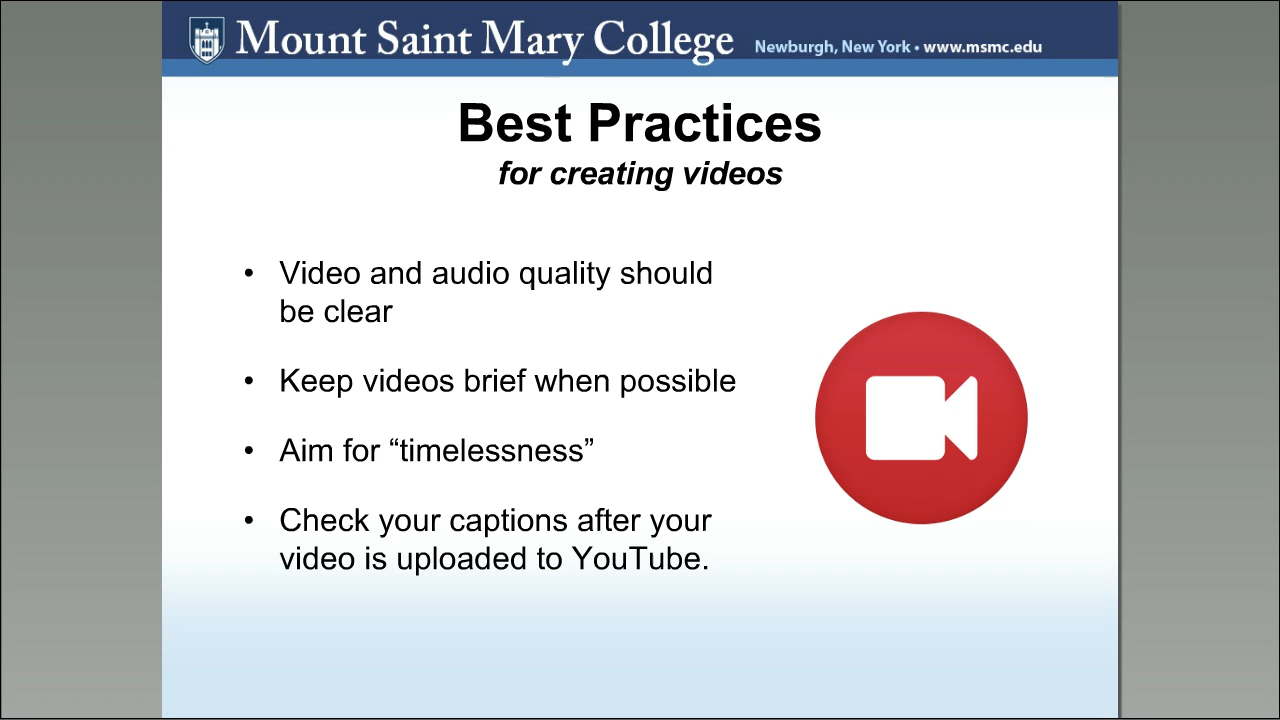 Mount Saint Mary College Newburgh, New York • www.msmc.edu
Best Practices
for creating videos
• Video and audio quality should
be clear
• Keep videos brief when possible
• Aim for “timelessness”
• Check your captions after your
video is uploaded to YouTube.